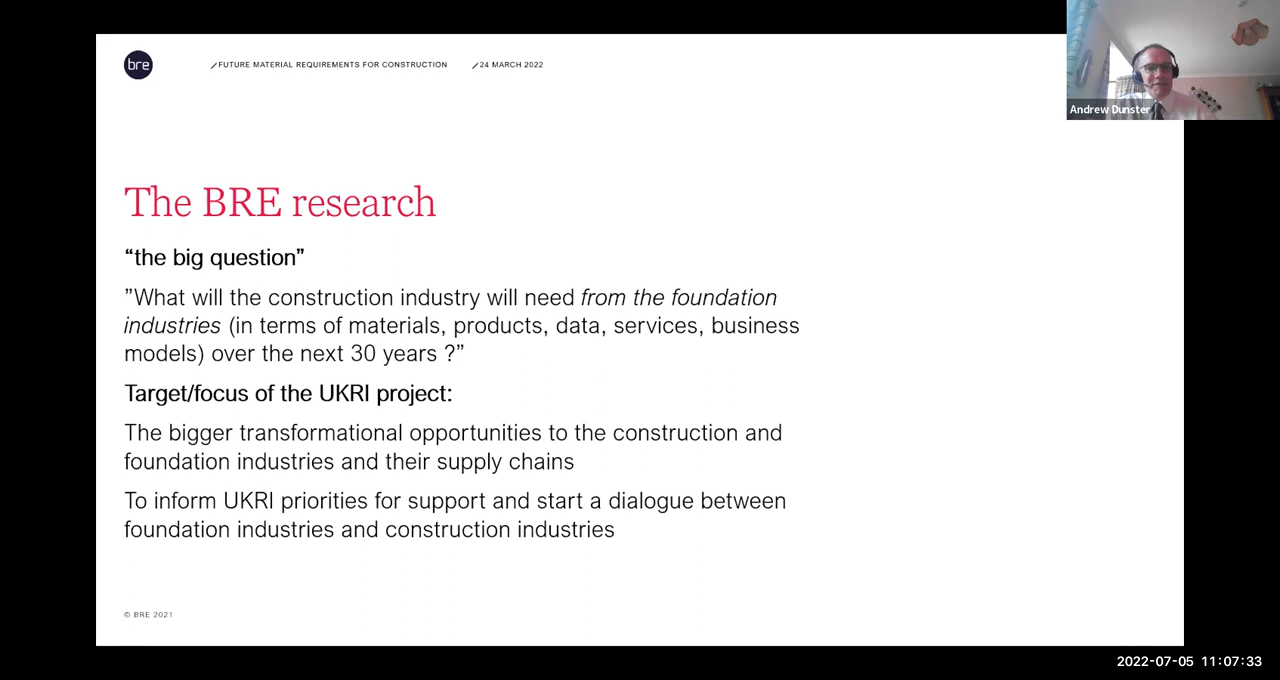 bre
FUTURE MATERIAL REQUIREMENTS FOR CONSTRUCTION
24 MARCH 2022
Andrew Dunster
The BRE research
“the big question”
”What will the construction industry will need from the foundation
industries (in terms of materials, products, data, services, business
models) over the next 30 years ?”
Target/focus of the UKRI project:
The bigger transformational opportunities to the construction and
foundation industries and their supply chains
To inform UKRI priorities for support and start a dialogue between
foundation industries and construction industries
© BRE 2021
2022-07-05 11:07:33